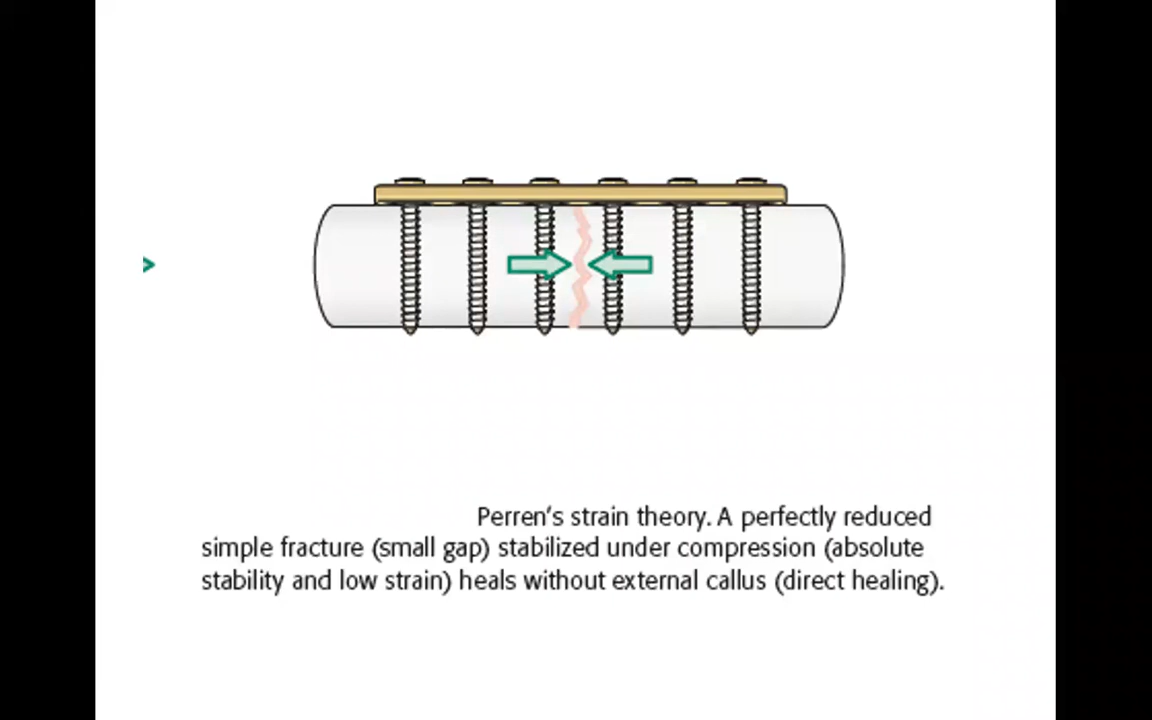 Perren's strain theory. A perfectly reduced
simple fracture (small gap) stabilized under compression (absolute
stability and low strain) heals without external callus (direct healing).